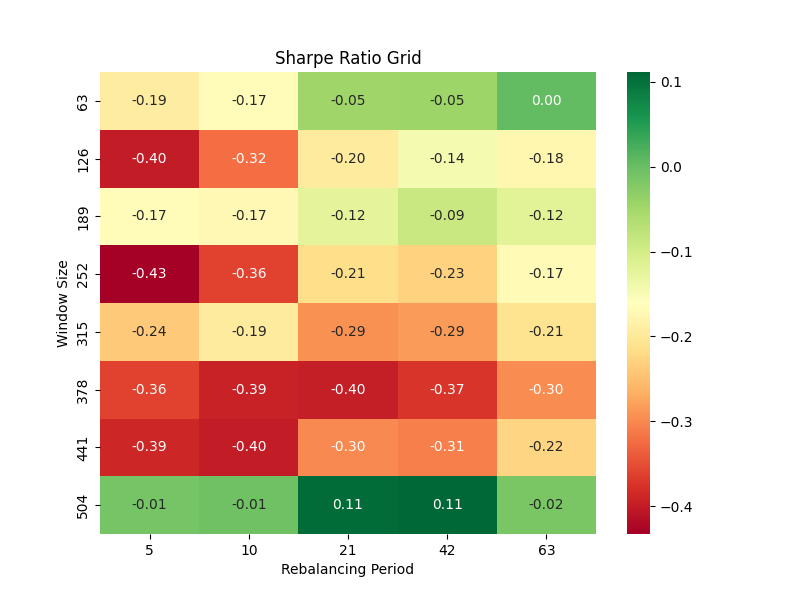 Sharpe Ratio Grid
Window Size
63 -0.19 -0.17 -0.05 -0.05 0.00
126 -0.40 -0.32 -0.20 -0.14 -0.18
189 -0.17 -0.17 -0.12 -0.09 -0.12
252 -0.43 -0.36 -0.21 -0.23 -0.17
315 -0.24 -0.19 -0.29 -0.29 -0.21
378 -0.36 -0.39 -0.40 -0.37 -0.30
441 -0.39 -0.40 -0.30 -0.31 -0.22
504 -0.01 -0.01 0.11 0.11 -0.02
5 10 21 42 63
Rebalancing Period
0.1
0.0
−0.1
−0.2
−0.3
−0.4